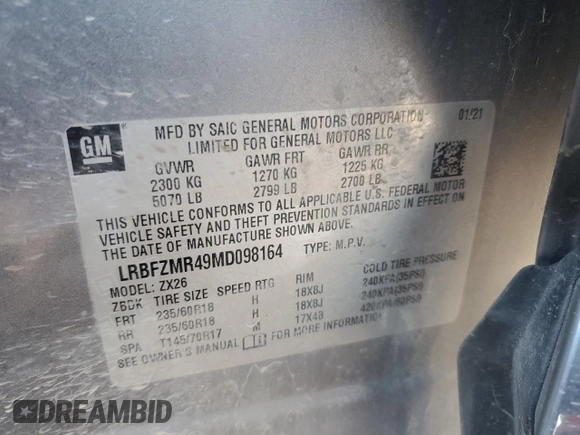 GM
MFD BY SAIC GENERAL MOTORS CORPORATION 01/21
LIMITED FOR GENERAL MOTORS LLC
GVWR GAWR FRT GAWR RR
2300 KG 1270 KG 1225 KG
5070 LB 2799 LB 2700 LB
THIS VEHICLE CONFORMS TO ALL APPLICABLE U.S. FEDERAL MOTOR
VEHICLE SAFETY AND THEFT PREVENTION STANDARDS IN EFFECT ON
THE DATE OF MANUFACTURE SHOWN ABOVE.
LRBFZMR49MD098164 TYPE: M.P.V.
MODEL: ZX26
TIRE SIZE SPEED RTG RIM COLD TIRE PRESSURE
FRT 235/60R18 H 18X8J 240KPA(35PSI)
RR 235/60R18 H 18X8J 240KPA(35PSI)
SPA T145/70R17 M 17X4B 420KPA(60PSI)
SEE OWNER'S MANUAL FOR MORE INFORMATION
DREAMBID